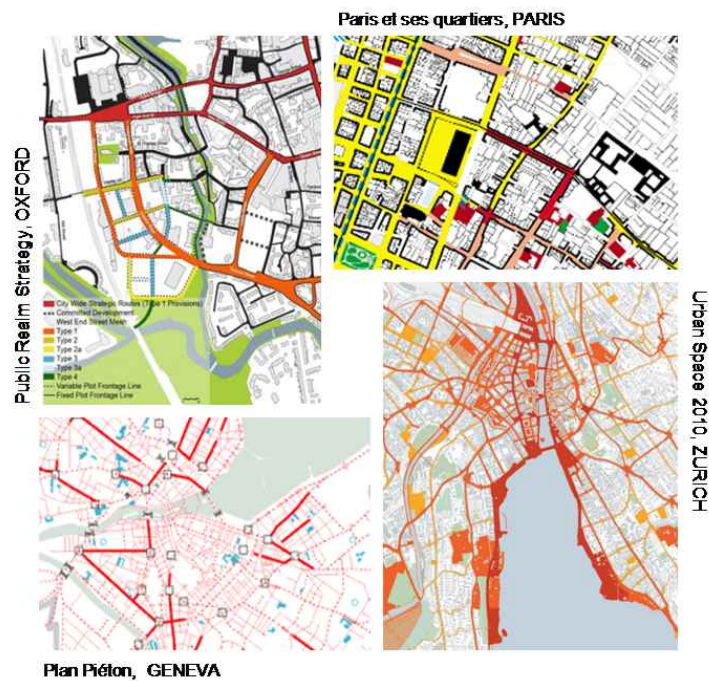 Paris et ses quartiers, PARIS
Public Realm Strategy, OXFORD
City Wide Strategic Routes (Type 1 Provisions)
Committed Development
West End Street Mesh
Type 1
Type 2
Type 2a
Type 3
Type 3a
Type 4
Variable Plot Frontage Line
Fixed Plot Frontage Line
Urban Space 2010, ZURICH
Plan Piéton, GENEVA